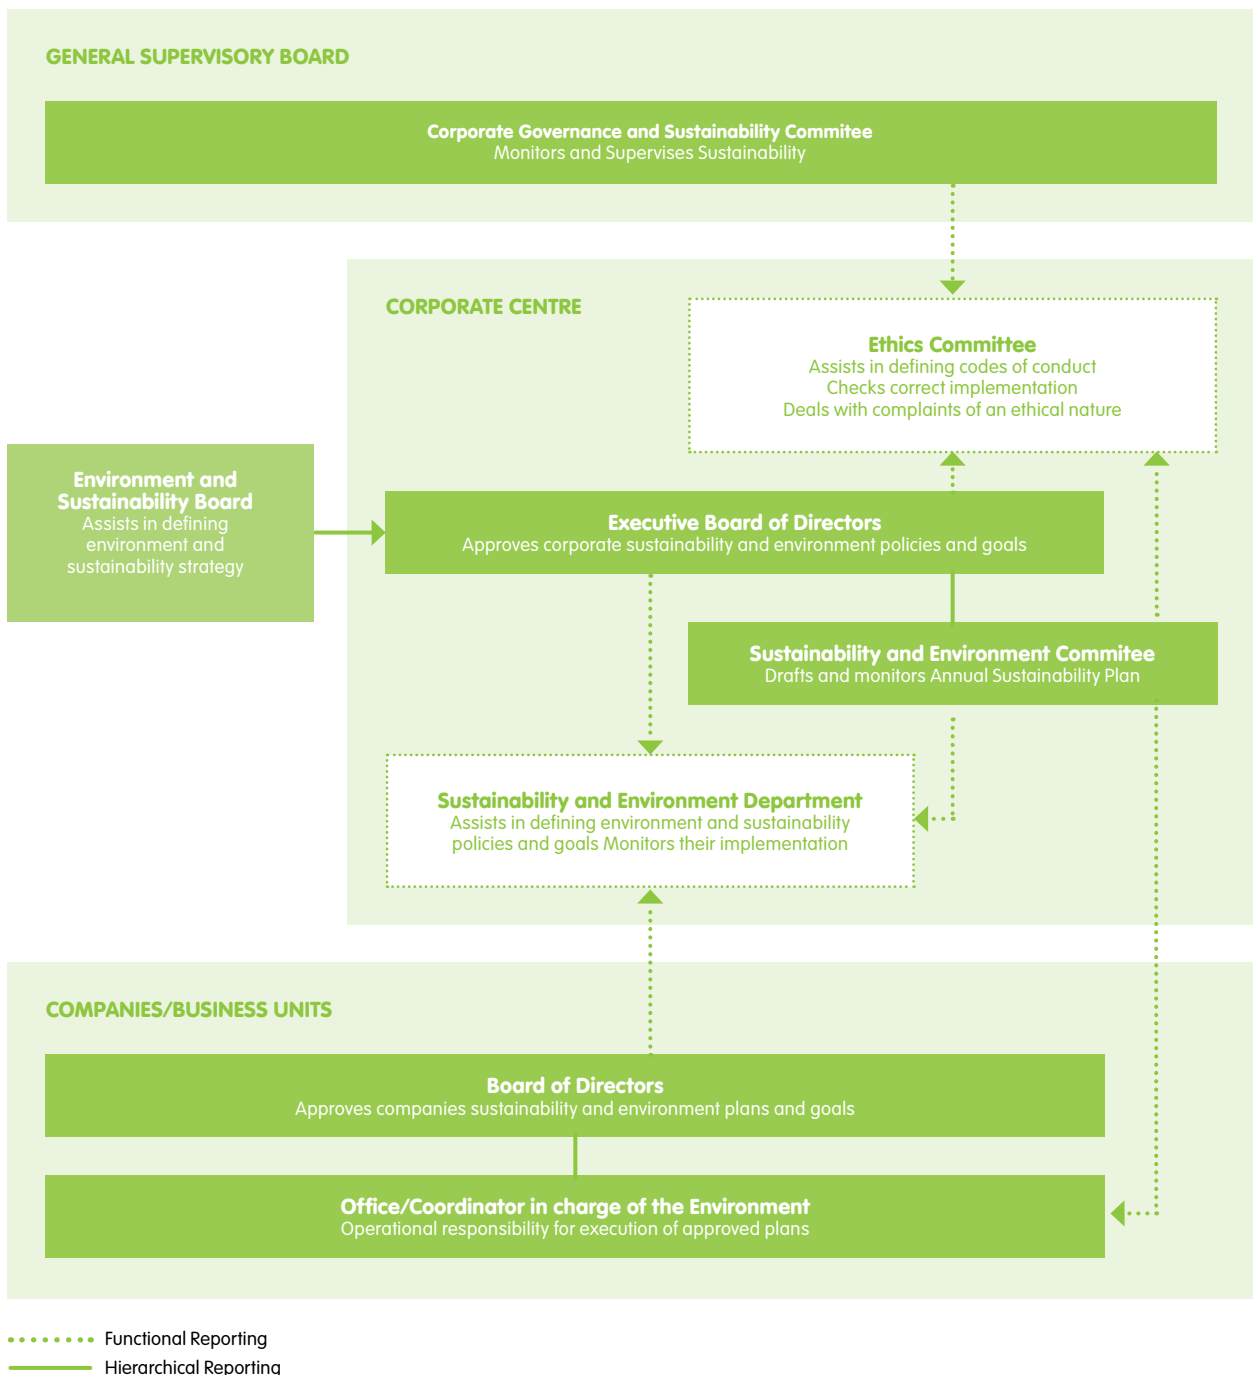 GENERAL SUPERVISORY BOARD
Corporate Governance and Sustainability Commitee
Monitors and Supervises Sustainability
CORPORATE CENTRE
Ethics Committee
Assists in defining codes of conduct
Checks correct implementation
Deals with complaints of an ethical nature
Environment and
Sustainability Board
Assists in defining
environment and
sustainability strategy
Executive Board of Directors
Approves corporate sustainability and environment policies and goals
Sustainability and Environment Commitee
Drafts and monitors Annual Sustainability Plan
Sustainability and Environment Department
Assists in defining environment and sustainability
policies and goals Monitors their implementation
COMPANIES/BUSINESS UNITS
Board of Directors
Approves companies sustainability and environment plans and goals
Office/Coordinator in charge of the Environment
Operational responsibility for execution of approved plans
Functional Reporting
Hierarchical Reporting